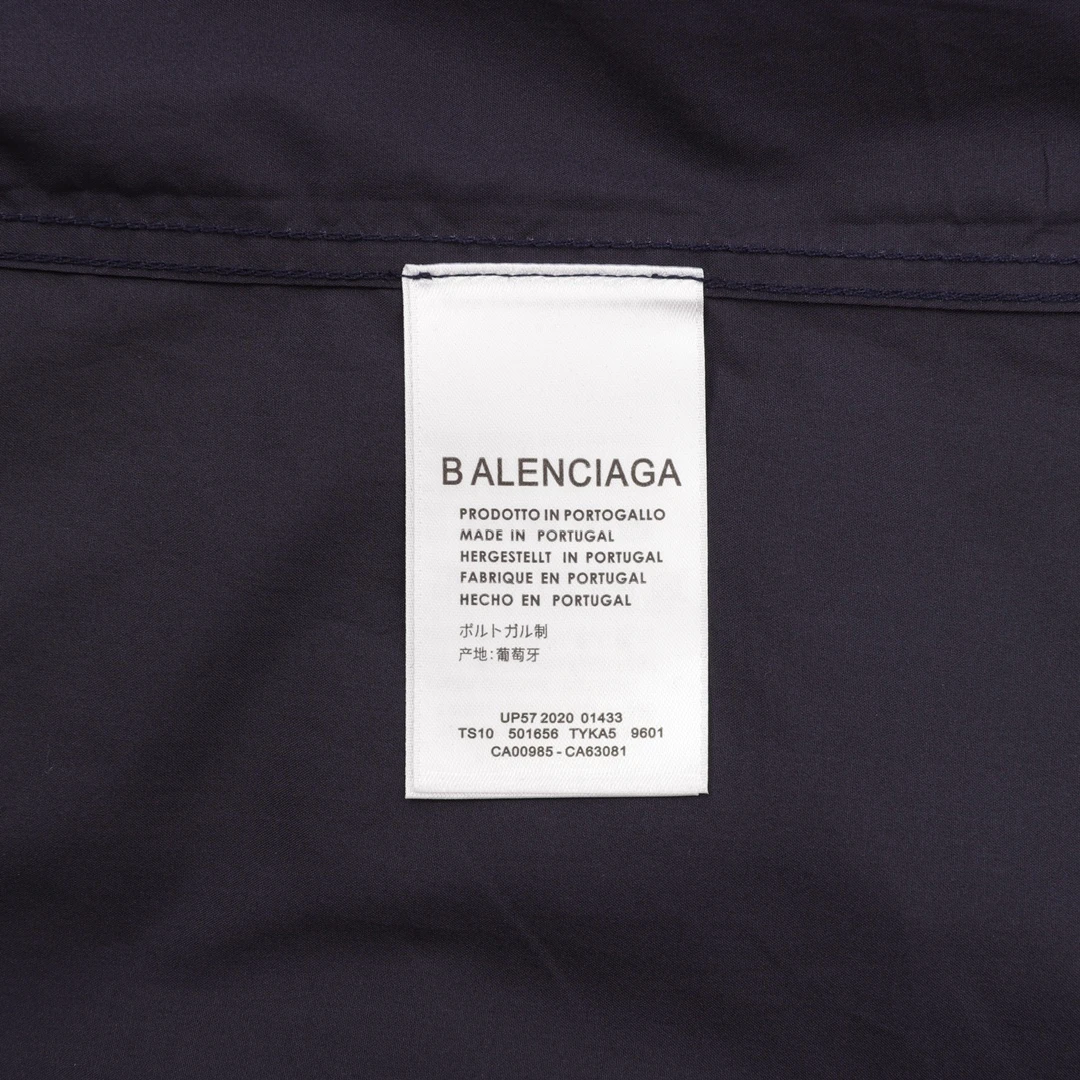 BALENCIAGA
PRODOTTO IN PORTOGALLO
MADE IN PORTUGAL
HERGESTELLT IN PORTUGAL
FABRIQUE EN PORTUGAL
HECHO EN PORTUGAL
ポルトガル制
产地:葡萄牙
UP57 2020 01433
TS10 501656 TYKA5 9601
CA00985-CA63081